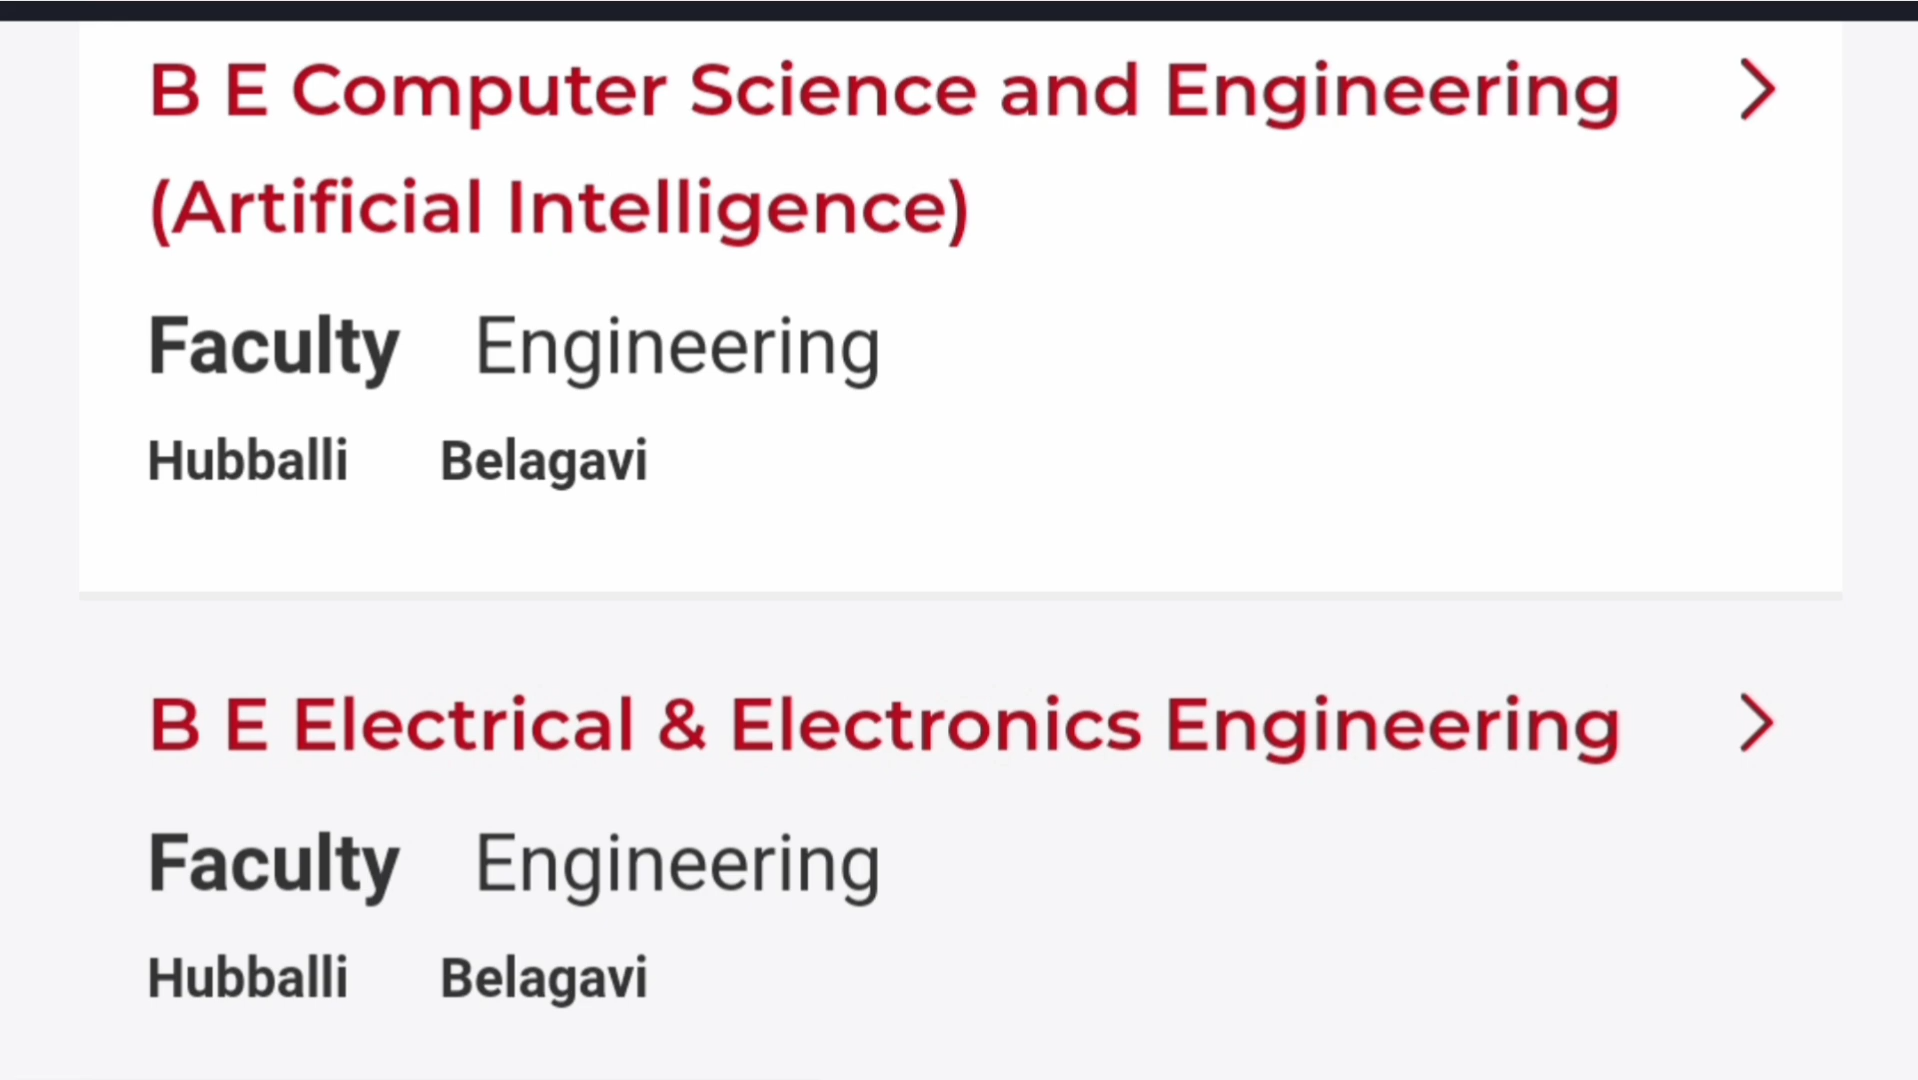 B E Computer Science and Engineering
(Artificial Intelligence)
Faculty Engineering
Hubballi Belagavi
B E Electrical & Electronics Engineering
Faculty Engineering
Hubballi Belagavi